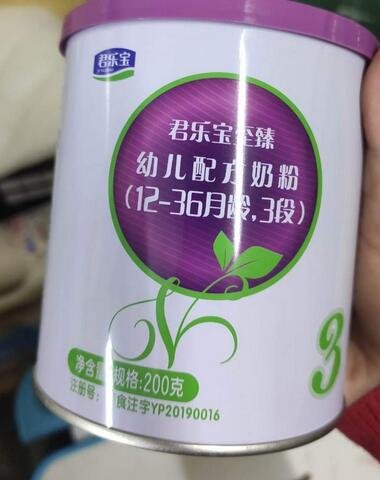 君乐宝
君乐宝至臻
幼儿配方奶粉
(12-36月龄,3段)
3
净含量 规格:200克
注册号: 食注字YP20190016